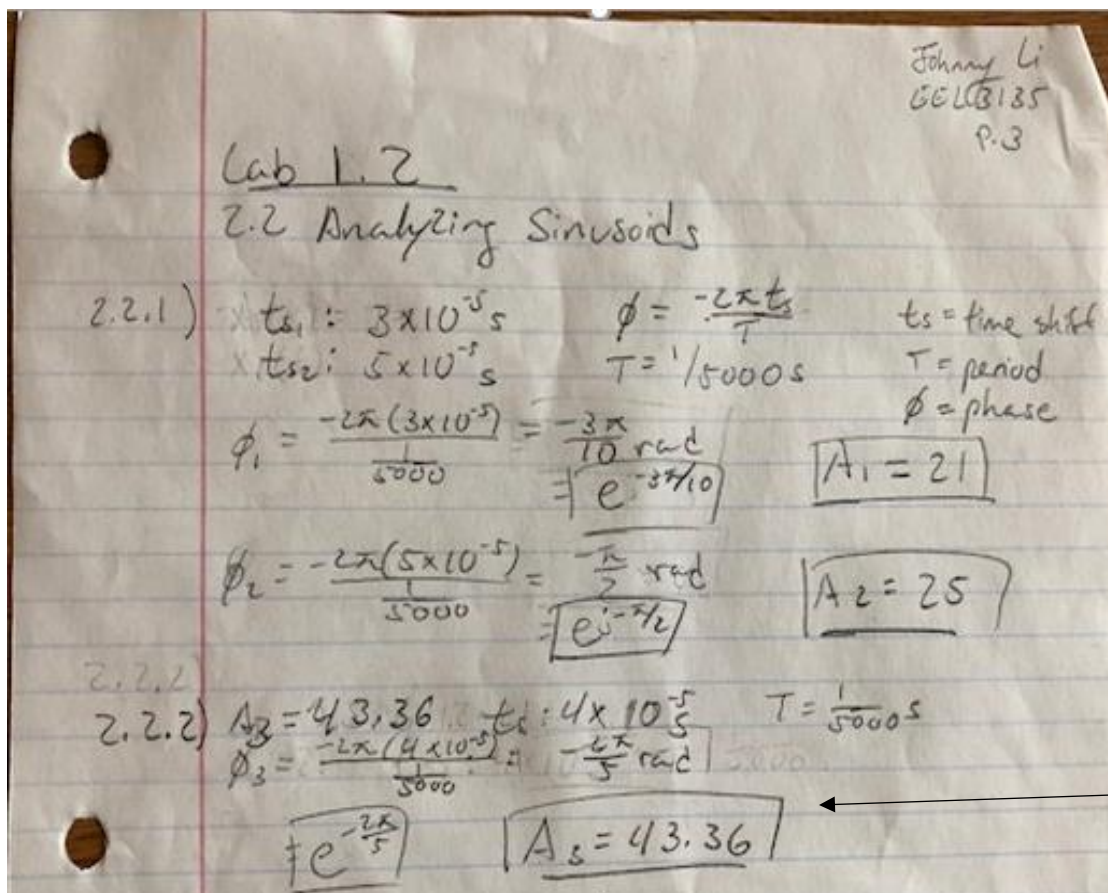 Johnny Li
EEL3135
P.3
Lab 1.2
2.2 Analyzing Sinusoids
2.2.1) ts₁: 3x10⁻⁵ s φ = -2πts/T ts = time shift
ts₂: 5x10⁻⁵ s T = 1/5000 s T = period
φ = phase
φ₁ = -2π(3x10⁻⁵)/(1/5000) = -3π/10 rad
= e^(-3π/10) A₁ = 21
φ₂ = -2π(5x10⁻⁵)/(1/5000) = -π/2 rad
= e^(j-π/2) A₂ = 25
2.2.2
2.2.2) A₃ = 43.36 ts: 4x10⁻⁵ s T = 1/5000 s
φ₃ = -2π(4x10⁻⁵)/(1/5000) = -2π/5 rad
= e^(-2π/5) A₃ = 43.36